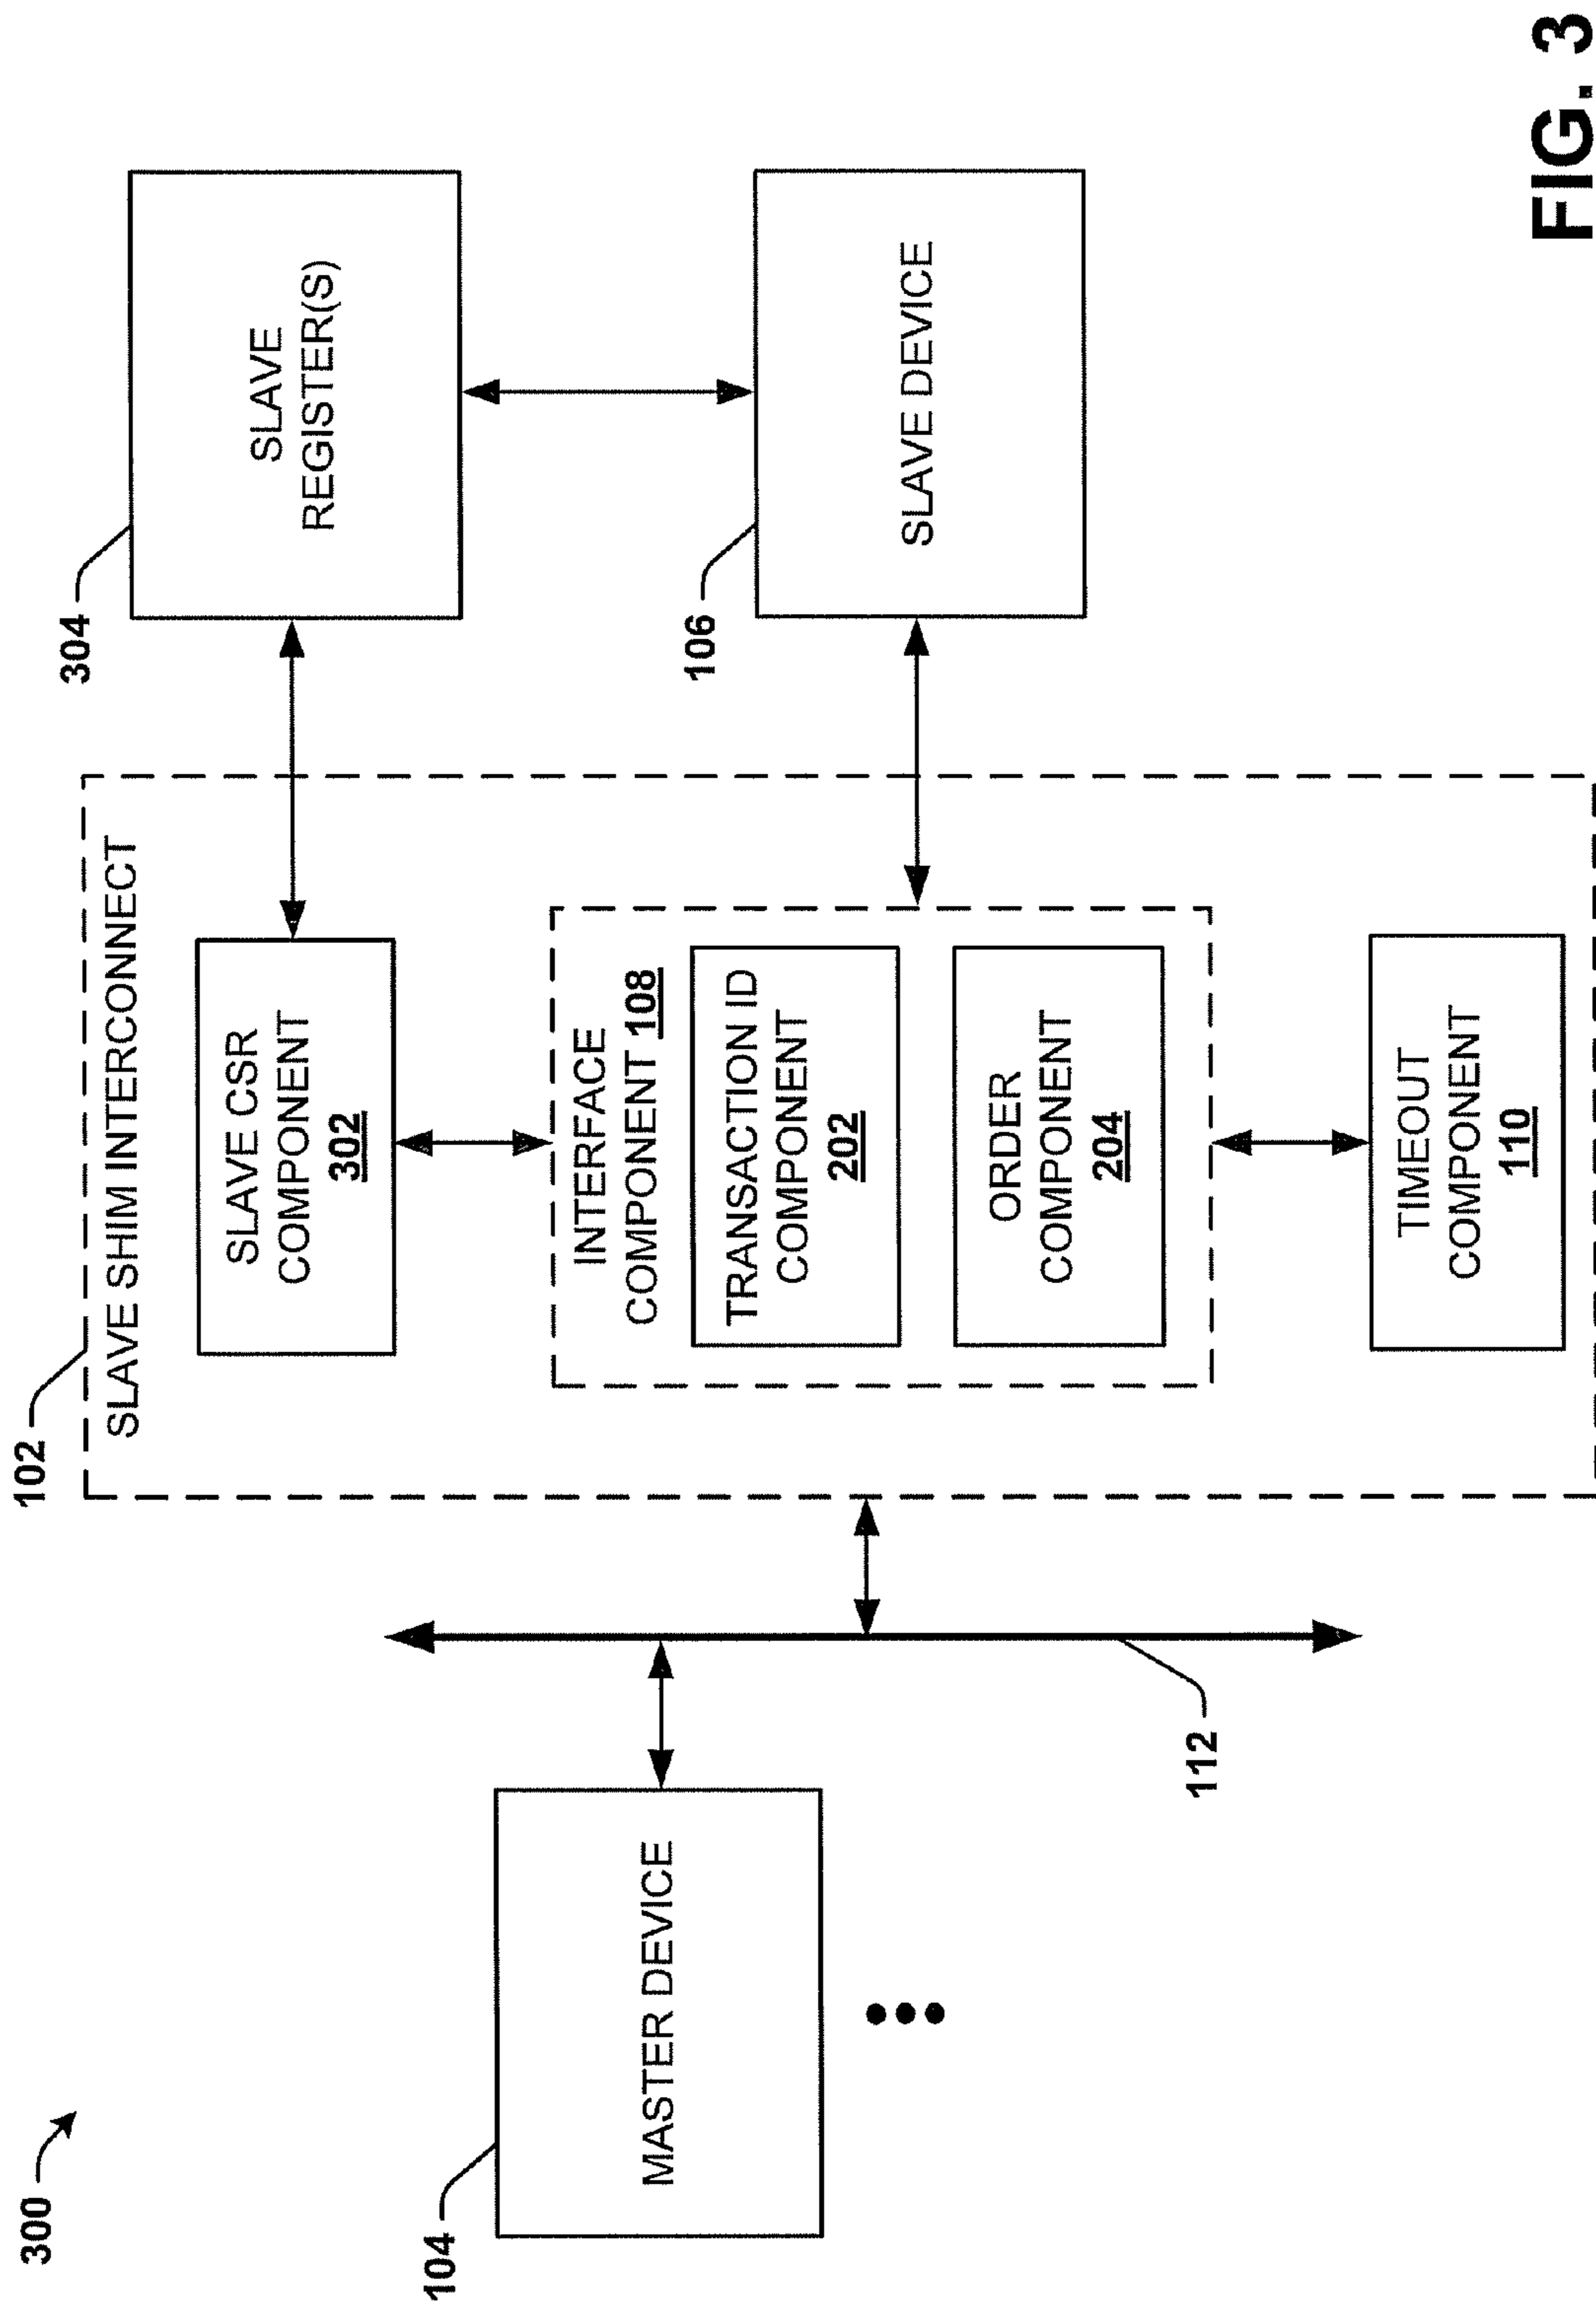 300
102
SLAVE SHIM INTERCONNECT
304
SLAVE
REGISTER(S)
SLAVE CSR
COMPONENT
302
104
MASTER DEVICE
INTERFACE
COMPONENT 108
TRANSACTION ID
COMPONENT
202
ORDER
COMPONENT
204
106
SLAVE DEVICE
112
TIMEOUT
COMPONENT
110
FIG. 3